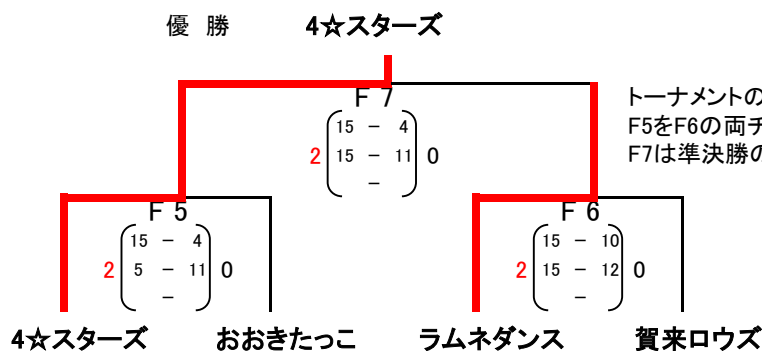 優 勝 4☆スターズ
F 7
トーナメントの
F5をF6の両チ
F7は準決勝の
15 － 4
2 15 － 11 0
－
F 5
15 － 4
2 5 － 11 0
－
F 6
15 － 10
2 15 － 12 0
－
4☆スターズ おおきたっこ ラムネダンス 賀来ロウズ